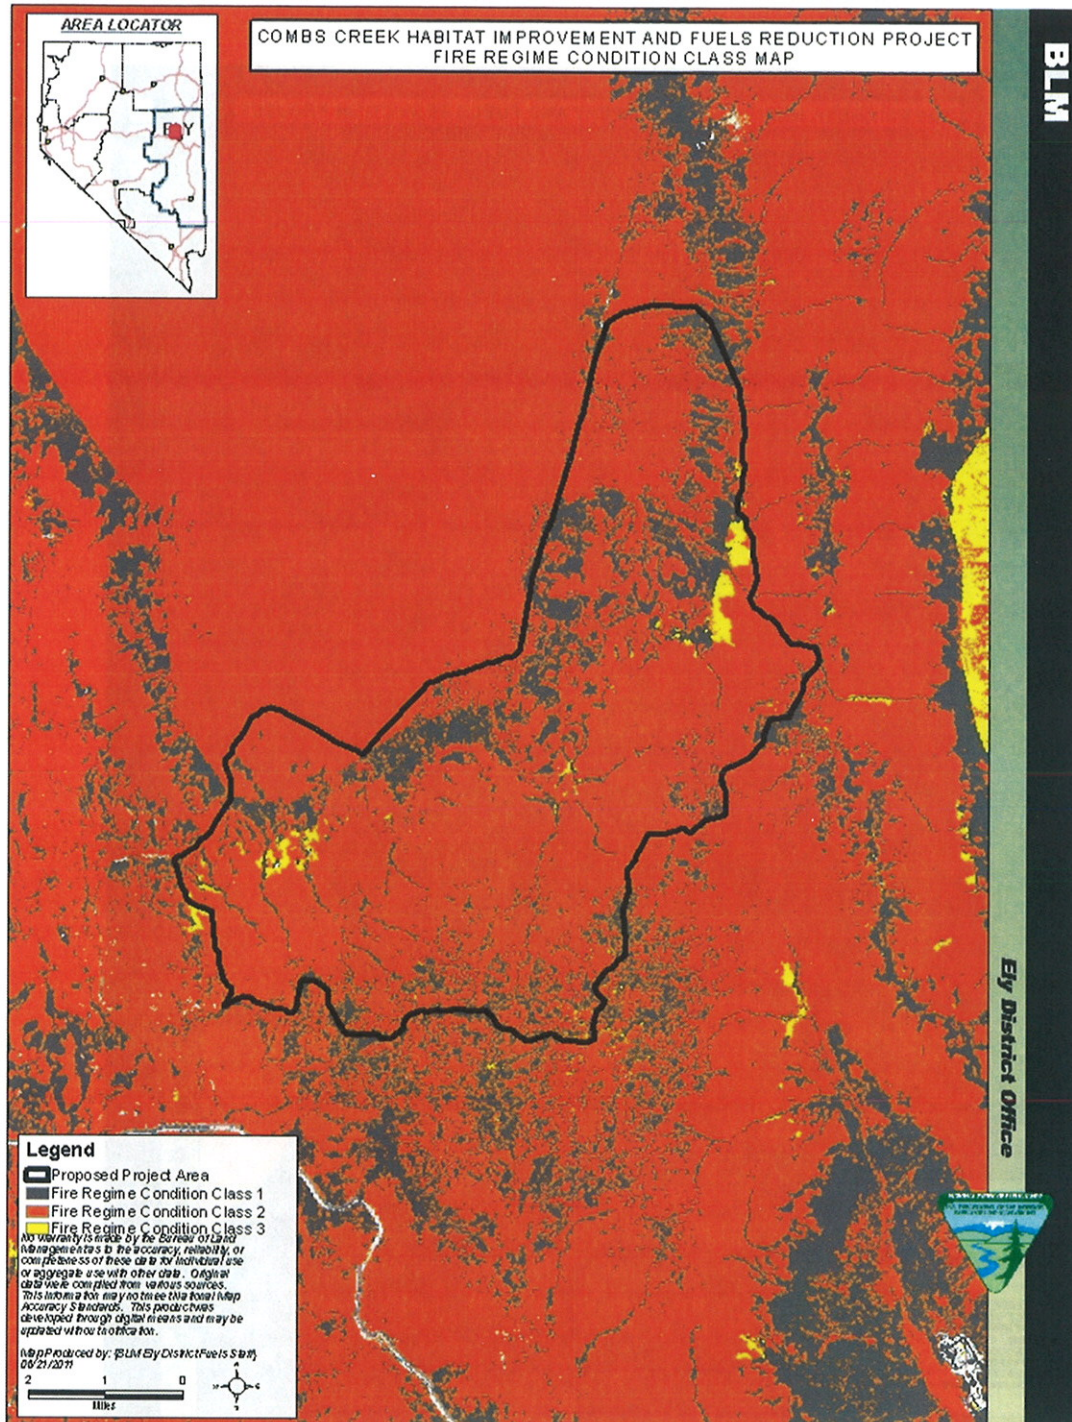 AREA LOCATOR
COMBS CREEK HABITAT IMPROVEMENT AND FUELS REDUCTION PROJECT
FIRE REGIME CONDITION CLASS MAP
BLM
Ely District Office
Legend
Proposed Project Area
Fire Regime Condition Class 1
Fire Regime Condition Class 2
Fire Regime Condition Class 3
No warranty is made by the Bureau of Land
Management as to the accuracy, reliability, or
completeness of these data for individual use
or aggregate use with other data. Original
data were compiled from various sources.
This information may not meet National Map
Accuracy Standards. This product was
developed through digital means and may be
updated without notification.
Map Produced by: (BLM Ely District Fuels Staff)
2 1 0
Miles